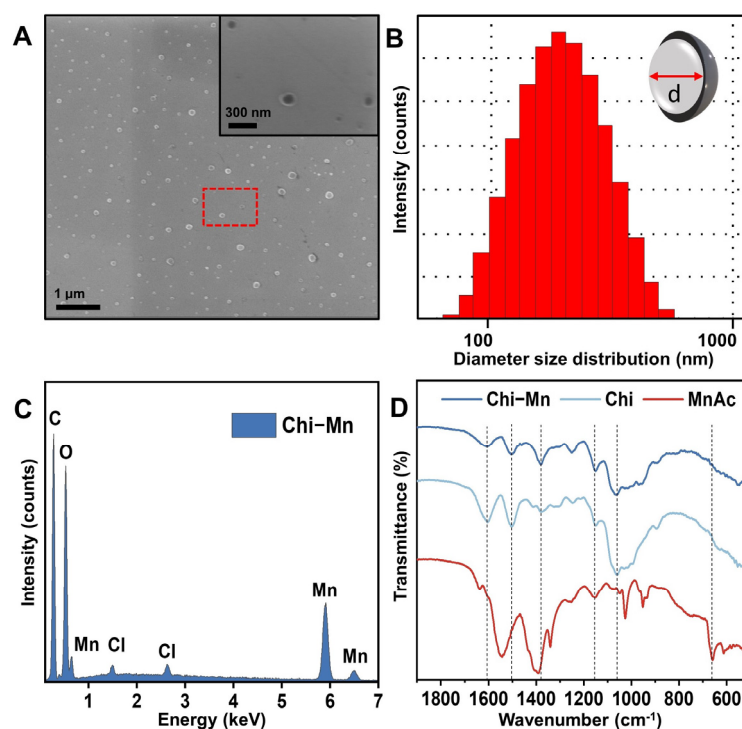 A
300 nm
1 µm
B
d
Intensity (counts)
100 1000
Diameter size distribution (nm)
C
Chi–Mn
C
O
Mn
Cl
Cl
Mn
Mn
Intensity (counts)
1 2 3 4 5 6 7
Energy (keV)
D
Chi–Mn Chi MnAc
Transmittance (%)
1800 1600 1400 1200 1000 800 600
Wavenumber (cm⁻¹)